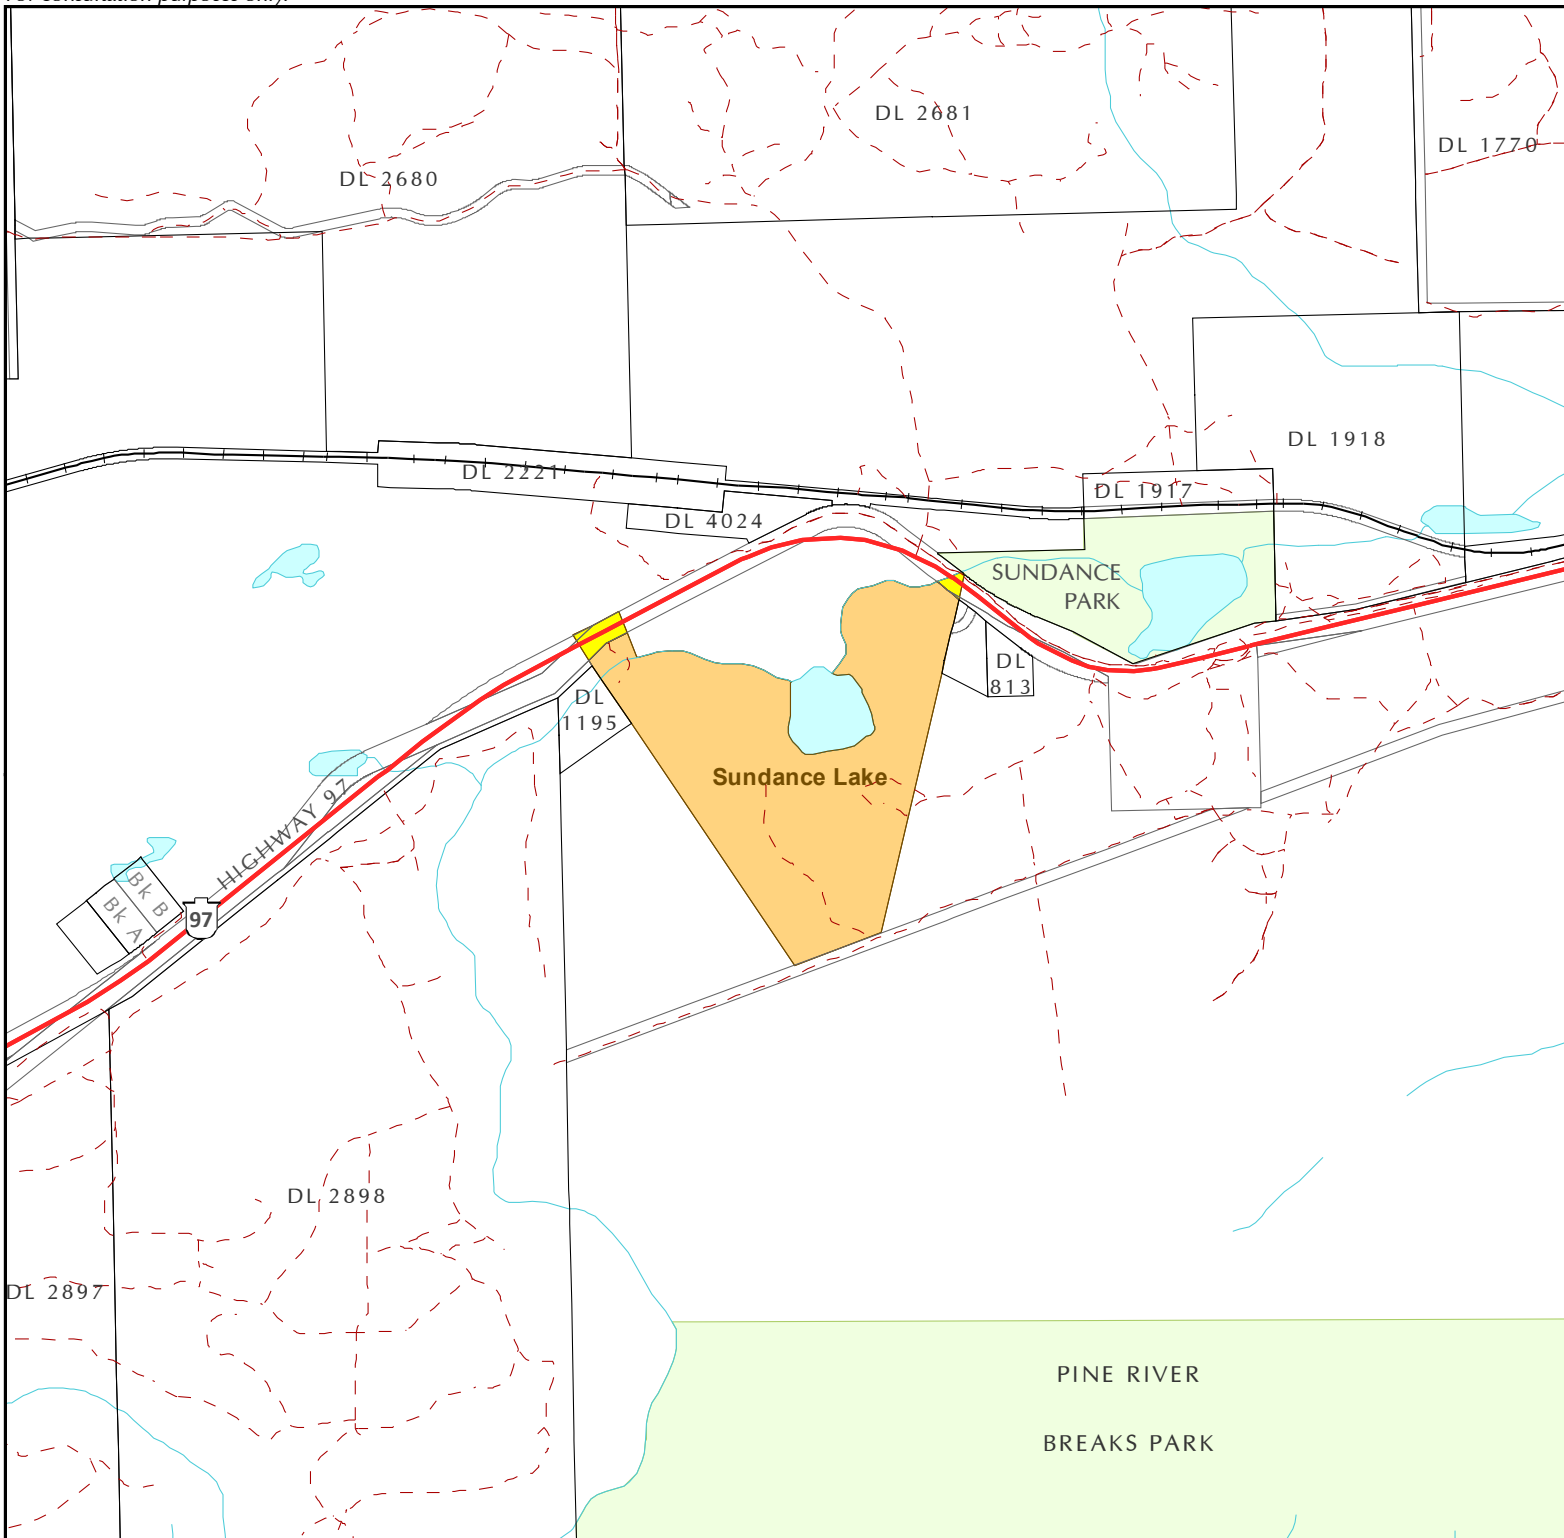 DL 2681
DL 1770
DL 2680
DL 1918
DL 2221
DL 1917
DL 4024
SUNDANCE
PARK
DL
813
DL
1195
Sundance Lake
HIGHWAY 97
Bk B
Bk A
97
DL 2898
DL 2897
PINE RIVER
BREAKS PARK